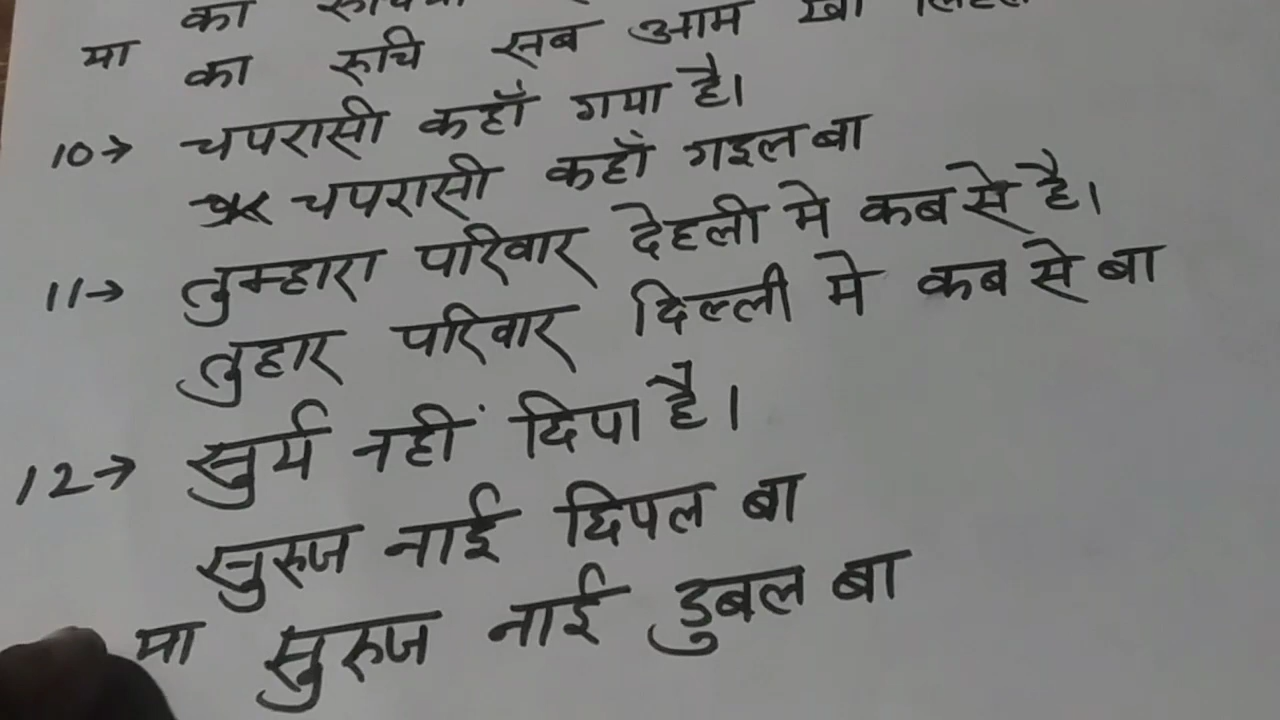 का
मा का रूचि सब आम खा
10→ चपरासी कहाँ गया है।
चपरासी कहाँ गइल बा
11→ तुम्हारा परिवार देहली मे कब से है।
तुहार परिवार दिल्ली मे कब से बा
12→ सुर्य नहीं दिपा है।
सुरुज नाई दिपल बा
मा सुरुज नाई डुबल बा